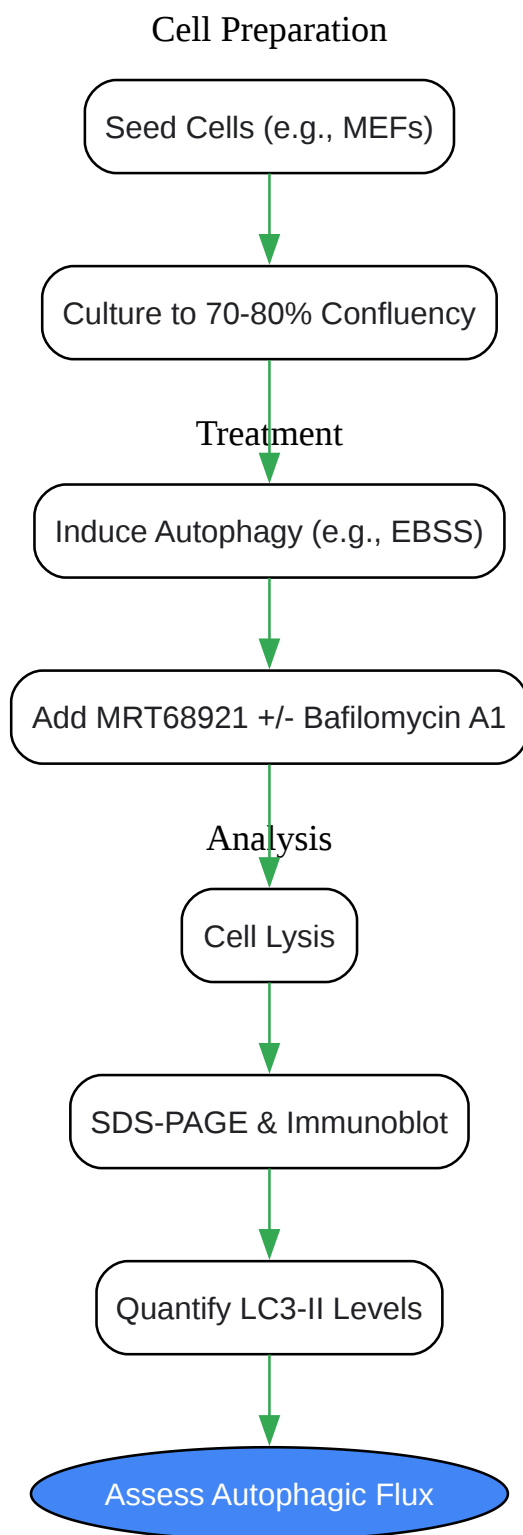 Cell Preparation
Seed Cells (e.g., MEFs)
Culture to 70-80% Confluency
Treatment
Induce Autophagy (e.g., EBSS)
Add MRT68921 +/- Bafilomycin A1
Analysis
Cell Lysis
SDS-PAGE & Immunoblot
Quantify LC3-II Levels
Assess Autophagic Flux